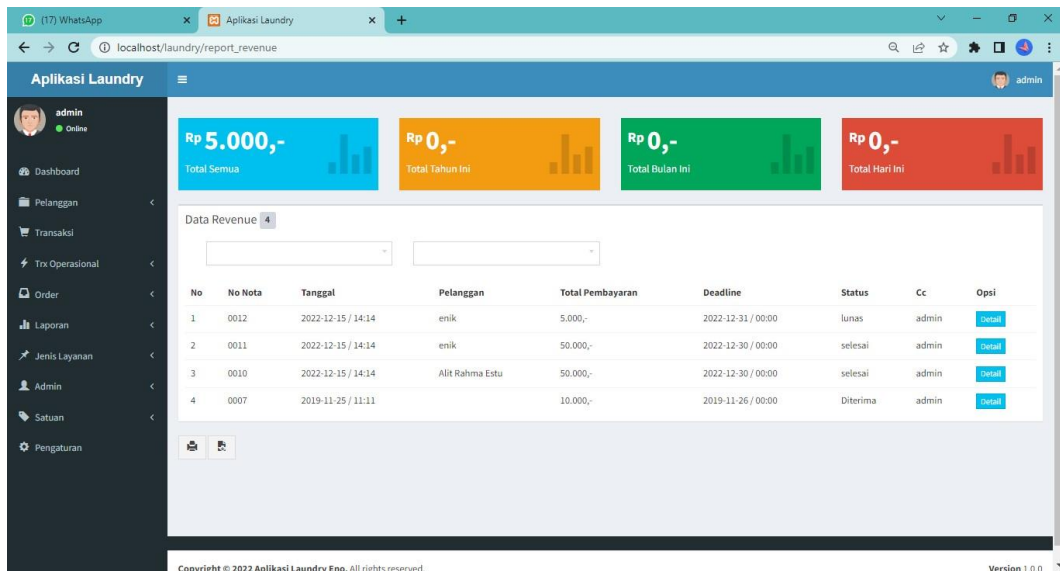 (17) WhatsApp
Aplikasi Laundry
localhost/laundry/report_revenue
Aplikasi Laundry
admin
admin
Online
Rp 5.000,-
Total Semua
Rp 0,-
Total Tahun Ini
Rp 0,-
Total Bulan Ini
Rp 0,-
Total Hari Ini
Dashboard
Pelanggan
Transaksi
Trx Operasional
Order
Laporan
Jenis Layanan
Admin
Satuan
Pengaturan
Data Revenue 4
No No Nota Tanggal Pelanggan Total Pembayaran Deadline Status Cc Opsi
1 0012 2022-12-15 / 14:14 enik 5.000,- 2022-12-31 / 00:00 lunas admin Detail
2 0011 2022-12-15 / 14:14 enik 50.000,- 2022-12-30 / 00:00 selesai admin Detail
3 0010 2022-12-15 / 14:14 Alit Rahma Estu 50.000,- 2022-12-30 / 00:00 selesai admin Detail
4 0007 2019-11-25 / 11:11 10.000,- 2019-11-26 / 00:00 Diterima admin Detail
Copyright © 2022 Aplikasi Laundry Eno. All rights reserved.
Version 1.0.0